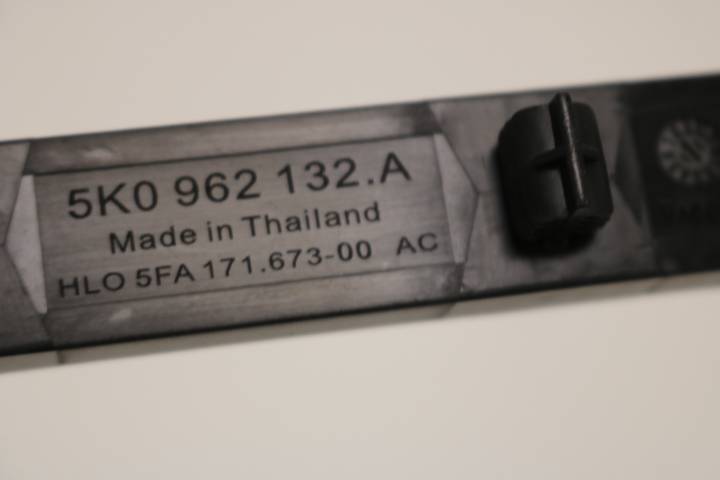 5K0 962 132.A
Made in Thailand
HLO 5FA 171.673-00 AC